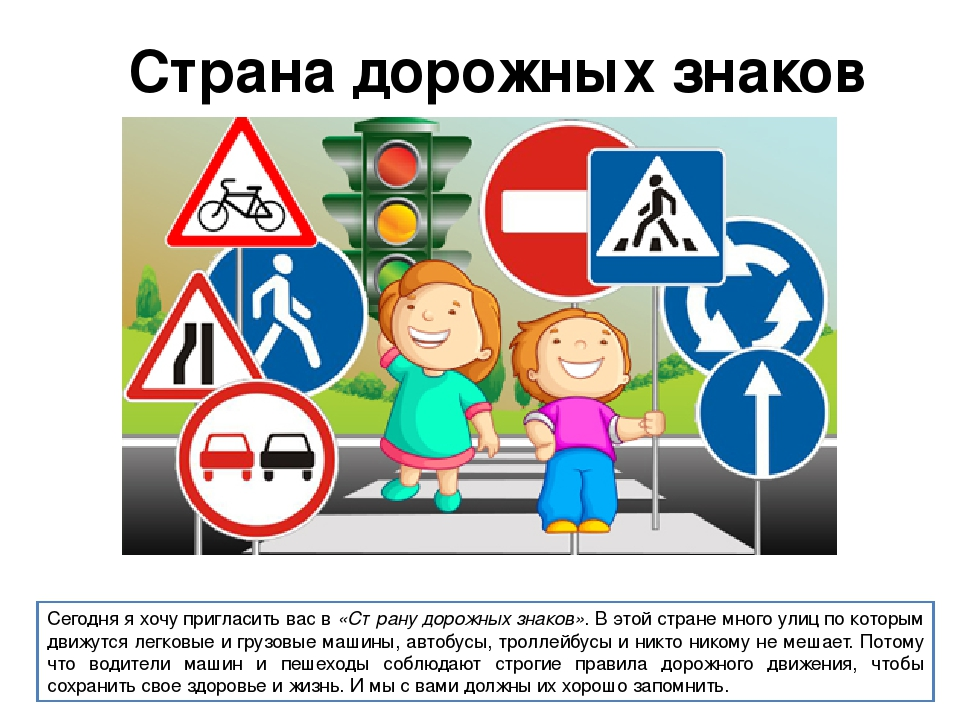 Страна дорожных знаков
Сегодня я хочу пригласить вас в «Страну дорожных знаков». В этой стране много улиц по которым
движутся легковые и грузовые машины, автобусы, троллейбусы и никто никому не мешает. Потому
что водители машин и пешеходы соблюдают строгие правила дорожного движения, чтобы
сохранить свое здоровье и жизнь. И мы с вами должны их хорошо запомнить.